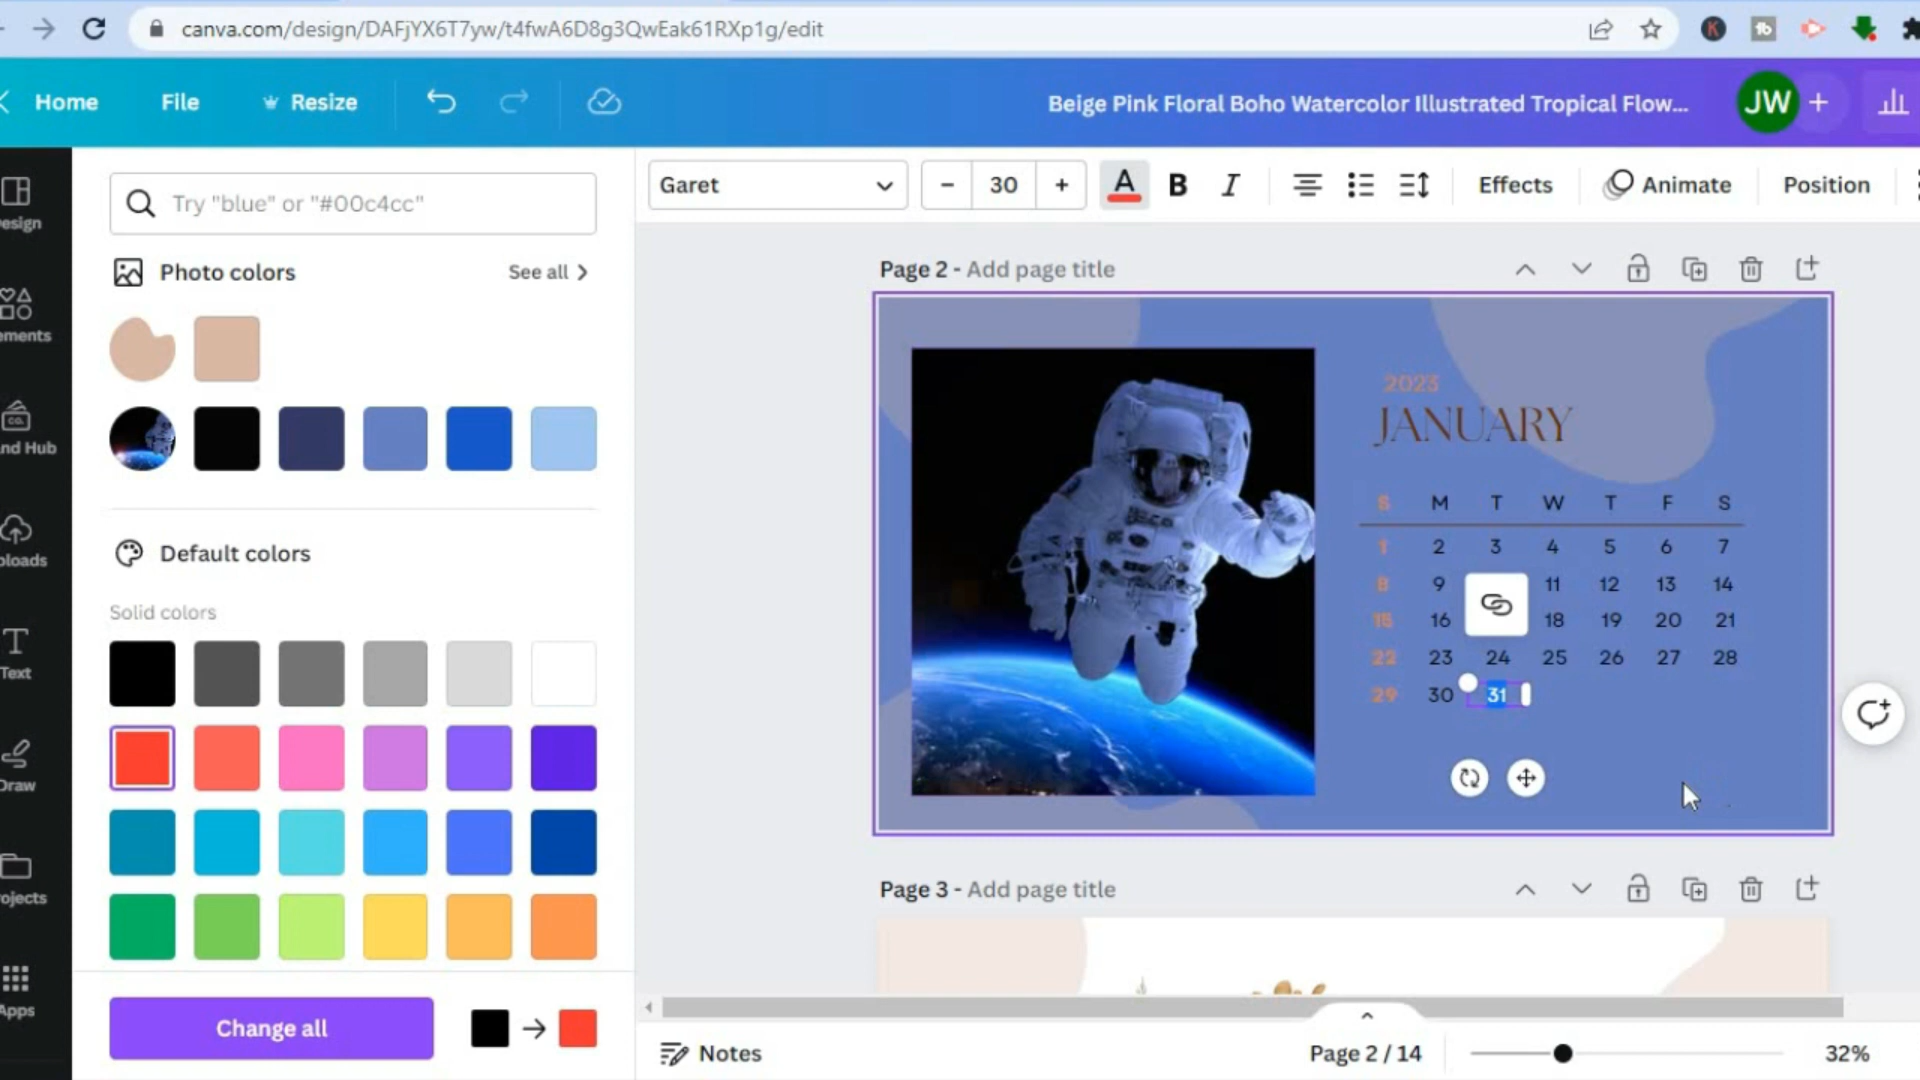 canva.com/design/DAFjYX6T7yw/t4fwA6D8g3QwEak61RXp1g/edit
Home File Resize Beige Pink Floral Boho Watercolor Illustrated Tropical Flow... JW +
esign
ements
nd Hub
ploads
Text
Draw
rojects
Apps
Try "blue" or "#00c4cc"
Photo colors See all
Default colors
Solid colors
Change all
Garet - 30 + A B I Effects Animate Position
Page 2 - Add page title
2023
JANUARY
S M T W T F S
1 2 3 4 5 6 7
8 9 11 12 13 14
15 16 18 19 20 21
22 23 24 25 26 27 28
29 30 31
Page 3 - Add page title
Notes Page 2 / 14 32%